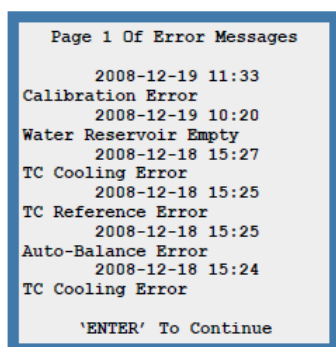 Page 1 Of Error Messages
2008-12-19 11:33
Calibration Error
2008-12-19 10:20
Water Reservoir Empty
2008-12-18 15:27
TC Cooling Error
2008-12-18 15:25
TC Reference Error
2008-12-18 15:25
Auto-Balance Error
2008-12-18 15:24
TC Cooling Error
‘ENTER’ To Continue